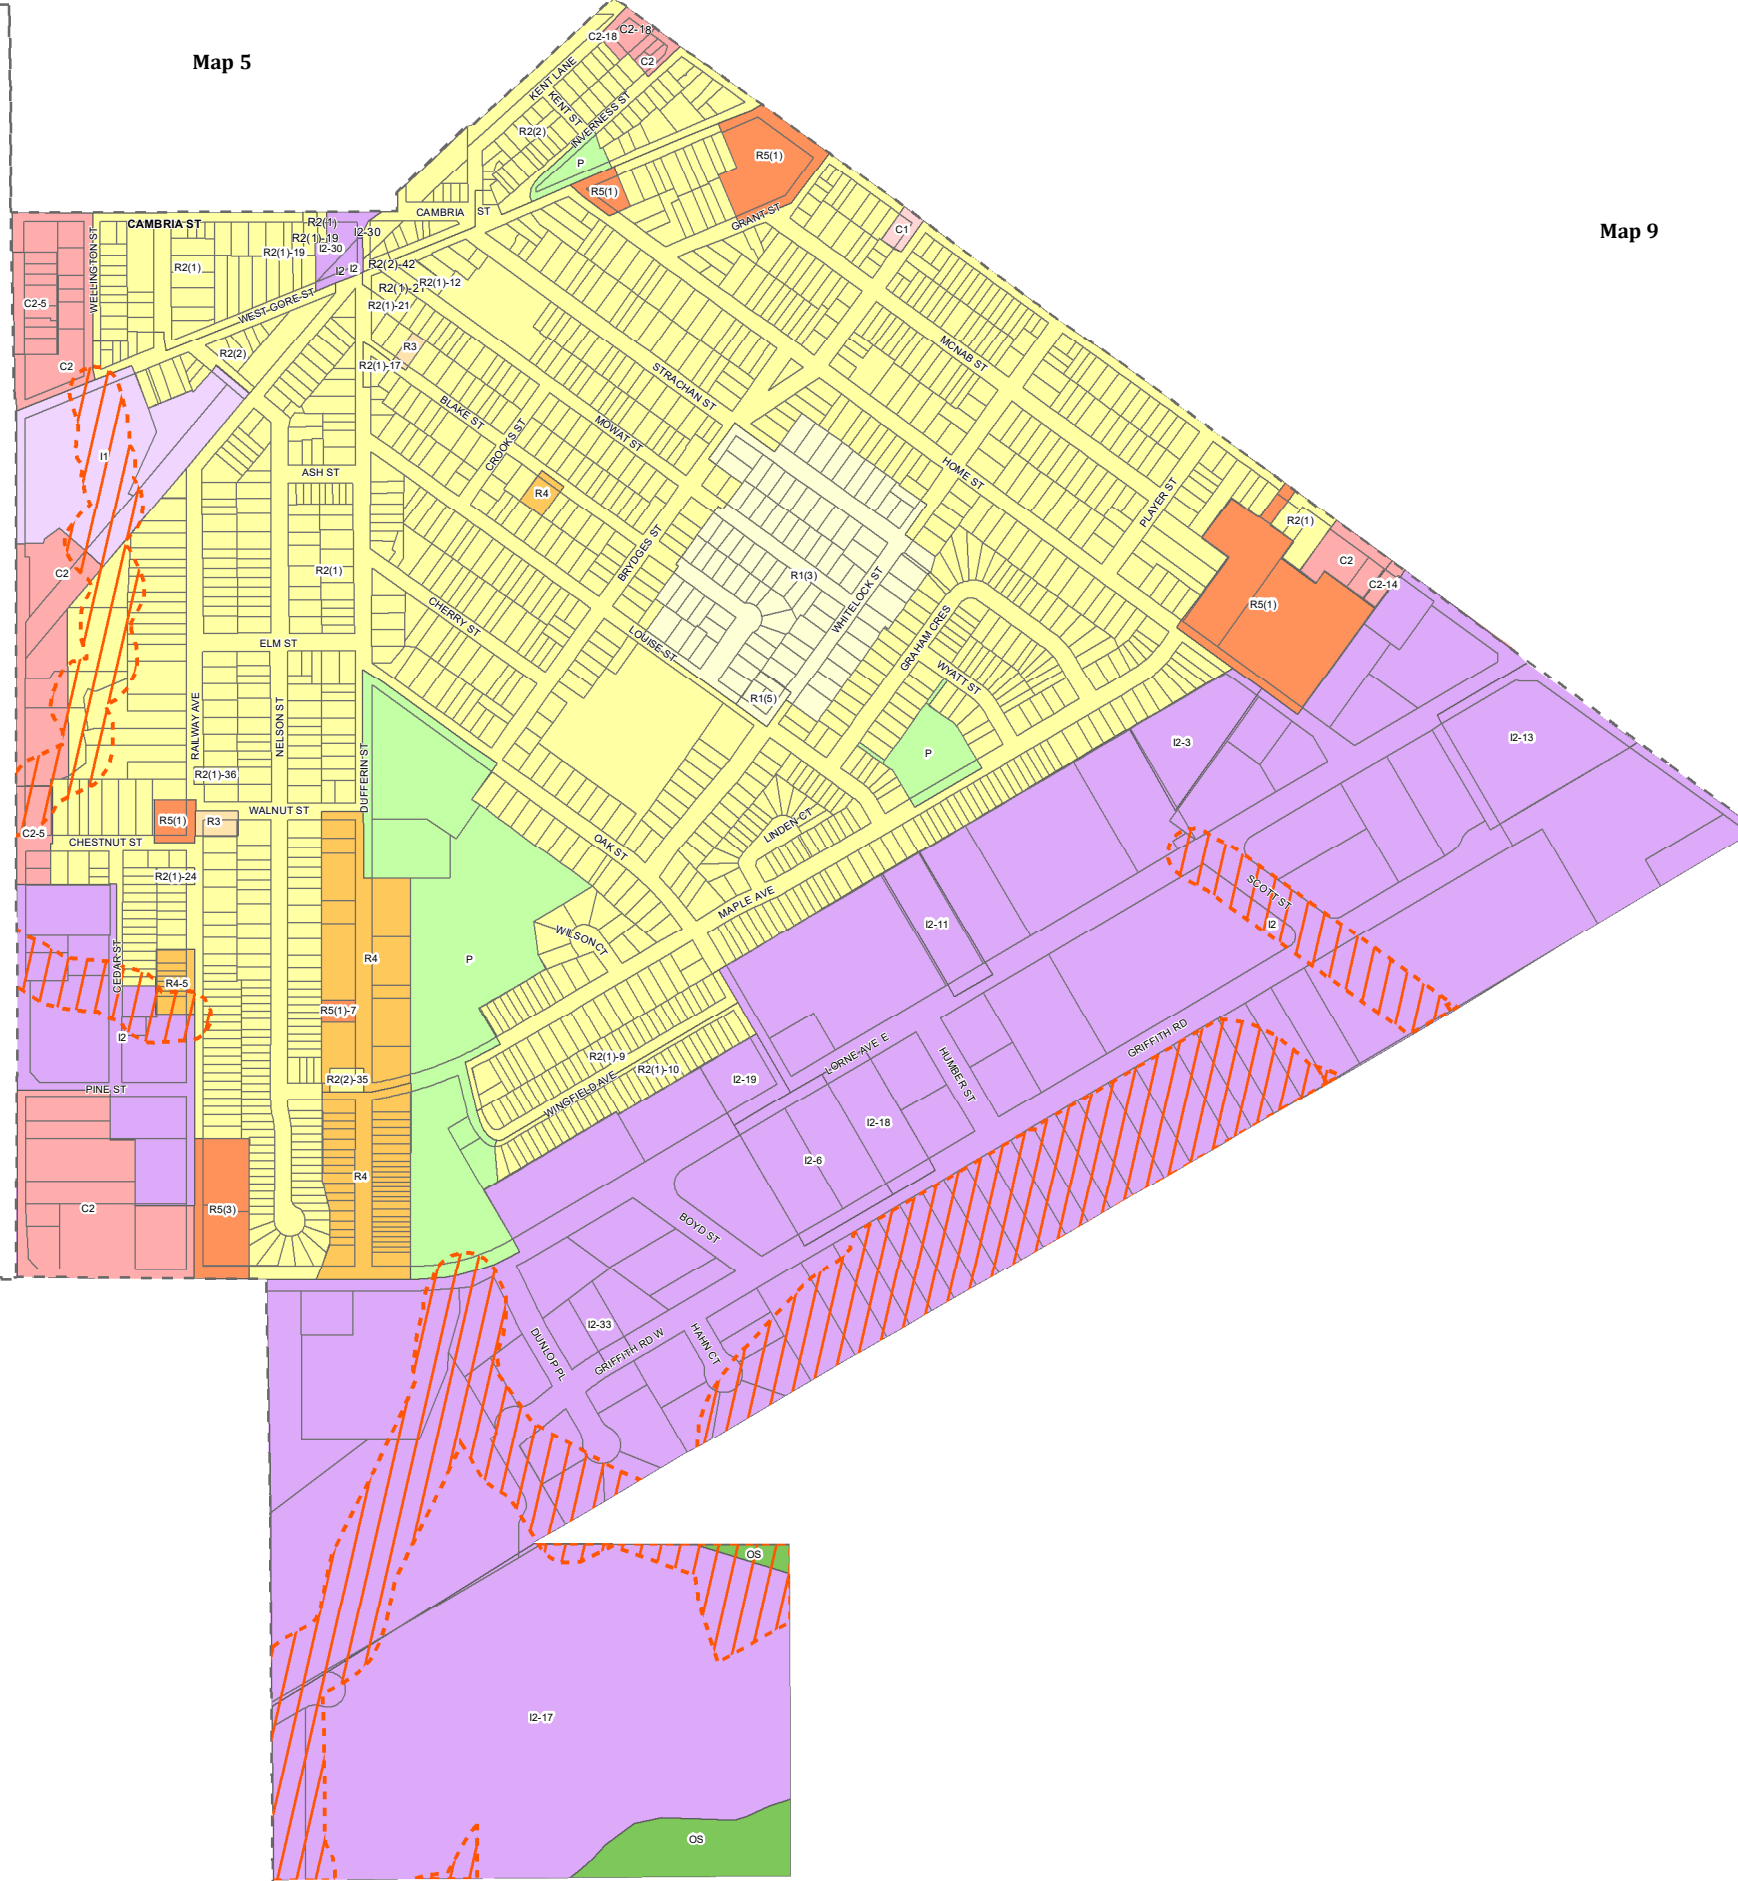 Map 5
Map 9
C2-18
C2-18
C2
KENT LANE
KENT ST
INVERNESS ST
R2(2)
P
R5(1)
R5(1)
GRANT ST
C1
CAMBRIA ST
CAMBRIA ST
WELLINGTON ST
R2(1)
R2(1)-19
R2(1)-19
I2-30
I2-30
R2(1)
I2
I2
R2(2)-42
R2(1)-12
R2(1)-21
R2(1)-21
C2-5
WEST GORE ST
R2(2)
C2
R3
R2(1)-17
MCNAB ST
STRACHAN ST
BLAKE ST
MOWAT ST
CROOKS ST
I1
ASH ST
R4
HOME ST
PLAYER ST
R2(1)
BRYDGES ST
C2
R2(1)
R1(3)
C2
C2-14
WHITELOCK ST
R5(1)
CHERRY ST
ELM ST
LOUISE ST
GRAHAM CRES
WYATT ST
R1(5)
RAILWAY AVE
NELSON ST
DUFFERIN ST
P
I2-3
I2-13
R2(1)-36
WALNUT ST
R5(1)
R3
C2-5
CHESTNUT ST
LINDEN CT
OAK ST
R2(1)-24
MAPLE AVE
SCOTT ST
I2
I2-11
WILSON CT
CEDAR ST
R4
P
R4-5
R5(1)-7
I2
GRIFFITH RD
LORNE AVE E
HUMBER ST
R2(1)-9
R2(1)-10
R2(2)-35
I2-19
PINE ST
WINGFIELD AVE
I2-18
I2-6
R4
C2
R5(3)
BOYD ST
I2-33
DUNLOP PL
GRIFFITH RD W
HAHN CT
OS
I2-17
OS